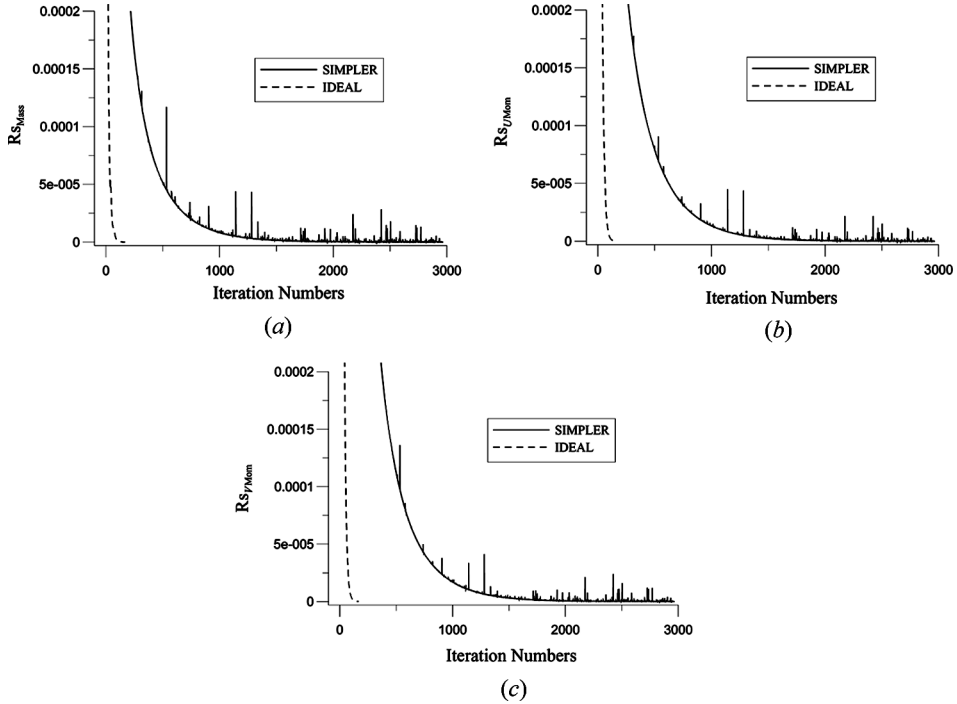 0.0002
0.00015
0.0001
5e-005
0
Rs_Mass
SIMPLER
IDEAL
0 1000 2000 3000
Iteration Numbers
(a)
0.0002
0.00015
0.0001
5e-005
0
Rs_UMom
SIMPLER
IDEAL
0 1000 2000 3000
Iteration Numbers
(b)
0.0002
0.00015
0.0001
5e-005
0
Rs_VMom
SIMPLER
IDEAL
0 1000 2000 3000
Iteration Numbers
(c)